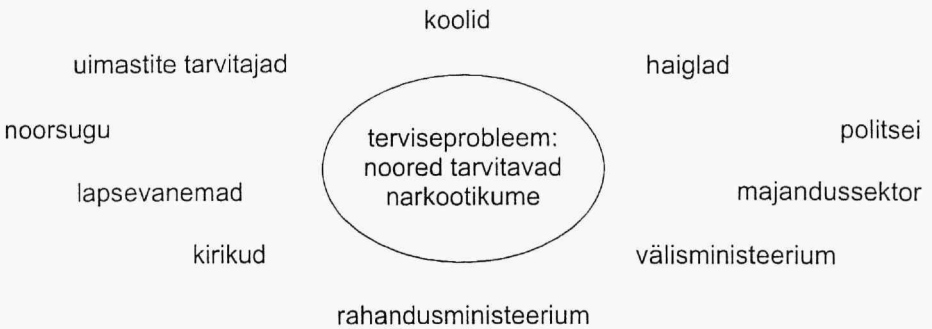 koolid
uimastite tarvitajad
haiglad
noorsugu
terviseprobleem:
noored tarvitavad
narkootikume
politsei
lapsevanemad
majandussektor
kirikud
välisministeerium
rahandusministeerium